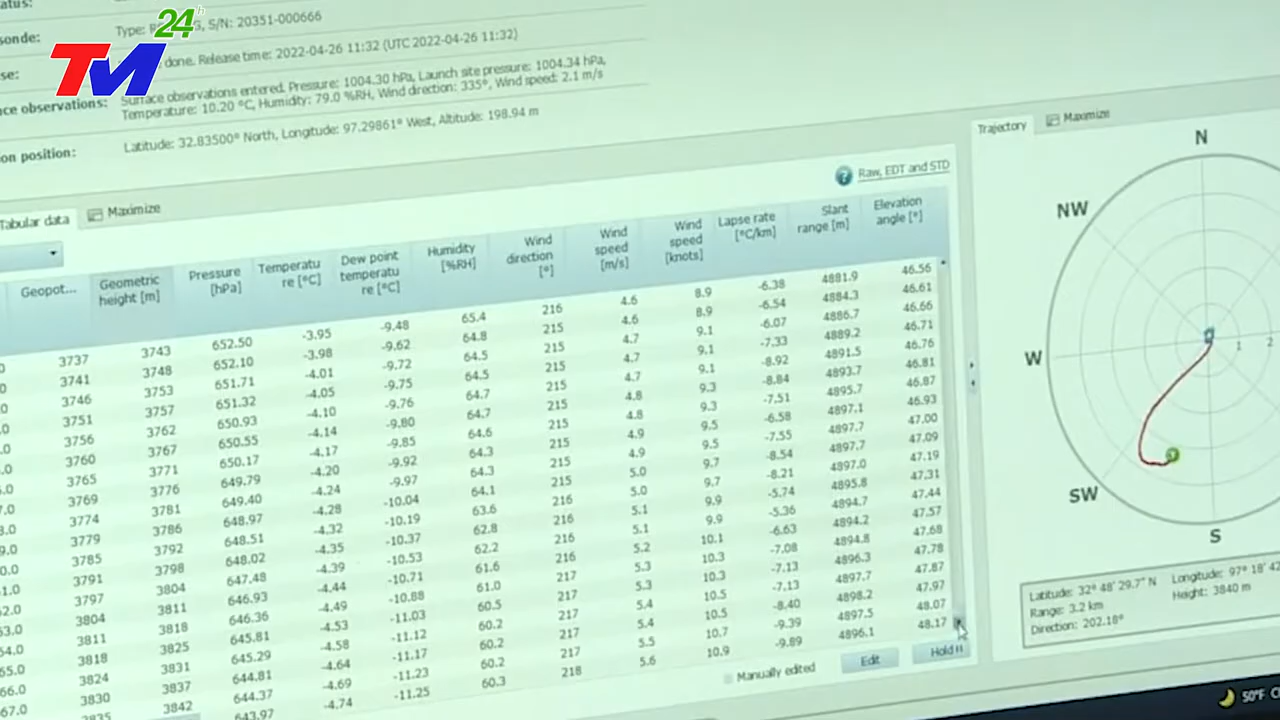 24h
TM
atus:
sonde:
Type: S/N: 20351-000666
se:
done. Release time: 2022-04-26 11:32 (UTC 2022-04-26 11:32)
ce observations:
Surface observations entered. Pressure: 1004.30 hPa, Launch site pressure: 1004.34 hPa,
Temperature: 10.20 °C, Humidity: 79.0 %RH, Wind direction: 335°, Wind speed: 2.1 m/s
on position:
Latitude: 32.83500° North, Longitude: 97.29861° West, Altitude: 198.94 m
Tabular data Maximize
Raw, EDT and STD
Geopot... Geometric height [m] Pressure [hPa] Temperatu re [°C] Dew point temperatu re [°C] Humidity [%RH] Wind direction [°] Wind speed [m/s] Wind speed [knots] Lapse rate [°C/km] Slant range [m] Elevation angle [°]
3737 3743 652.50 -3.95 -9.48 65.4 216 4.6 8.9 -6.38 4881.9 46.56
3741 3748 652.10 -3.98 -9.62 64.8 215 4.6 8.9 -6.54 4884.3 46.61
3746 3753 651.71 -4.01 -9.72 64.5 215 4.7 9.1 -6.07 4886.7 46.66
3751 3757 651.32 -4.05 -9.75 64.5 215 4.7 9.1 -7.33 4889.2 46.71
3756 3762 650.93 -4.10 -9.76 64.7 215 4.7 9.1 -8.92 4891.5 46.76
3760 3767 650.55 -4.14 -9.80 64.7 215 4.8 9.3 -8.84 4893.7 46.81
3765 3771 650.17 -4.17 -9.85 64.6 215 4.8 9.3 -7.51 4895.7 46.87
3769 3776 649.79 -4.20 -9.92 64.3 215 4.9 9.5 -6.58 4897.1 46.93
3774 3781 649.40 -4.24 -9.97 64.3 215 4.9 9.5 -7.55 4897.7 47.00
3779 3786 648.97 -4.28 -10.04 64.1 215 5.0 9.7 -8.54 4897.7 47.09
3785 3792 648.51 -4.32 -10.19 63.6 216 5.0 9.7 -8.21 4897.0 47.19
3791 3798 648.02 -4.35 -10.37 62.8 216 5.1 9.9 -5.74 4895.8 47.31
3797 3804 647.48 -4.39 -10.53 62.2 216 5.1 9.9 -5.36 4894.7 47.44
3804 3811 646.93 -4.44 -10.71 61.6 216 5.2 10.1 -6.63 4894.2 47.57
3811 3818 646.36 -4.49 -10.88 61.0 217 5.3 10.3 -7.08 4894.8 47.68
3818 3825 645.81 -4.53 -11.03 60.5 217 5.3 10.3 -7.13 4896.3 47.78
3824 3831 645.29 -4.58 -11.12 60.2 217 5.4 10.5 -7.13 4897.7 47.87
3830 3837 644.81 -4.64 -11.17 60.2 217 5.4 10.5 -8.40 4898.2 47.97
3835 3842 644.37 -4.69 -11.23 60.2 217 5.5 10.7 -9.39 4897.5 48.07
643.97 -4.74 -11.25 60.3 218 5.6 10.9 -9.89 4896.1 48.17
Manually edited Edit Hold
Trajectory Maximize
N
NW
W
1 2
SW
S
Latitude: 32° 48' 29.7" N Longitude: 97° 18' 42
Range: 3.2 km Height: 3840 m
Direction: 202.18°
50°F